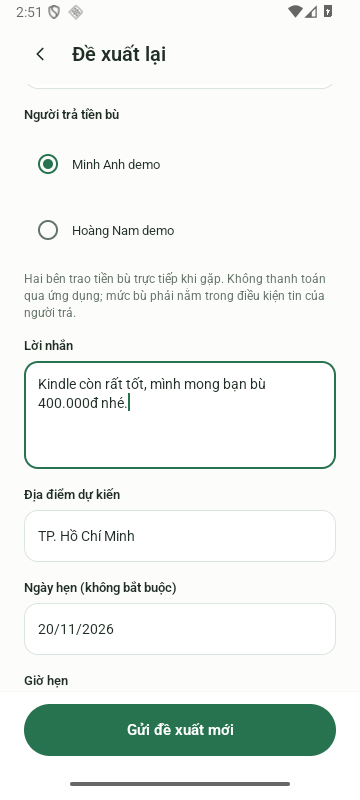 2:51
Đề xuất lại
Người trả tiền bù
Minh Anh demo
Hoàng Nam demo
Hai bên trao tiền bù trực tiếp khi gặp. Không thanh toán
qua ứng dụng; mức bù phải nằm trong điều kiện tin của
người trả.
Lời nhắn
Kindle còn rất tốt, mình mong bạn bù
400.000đ nhé.
Địa điểm dự kiến
TP. Hồ Chí Minh
Ngày hẹn (không bắt buộc)
20/11/2026
Giờ hẹn
Gửi đề xuất mới